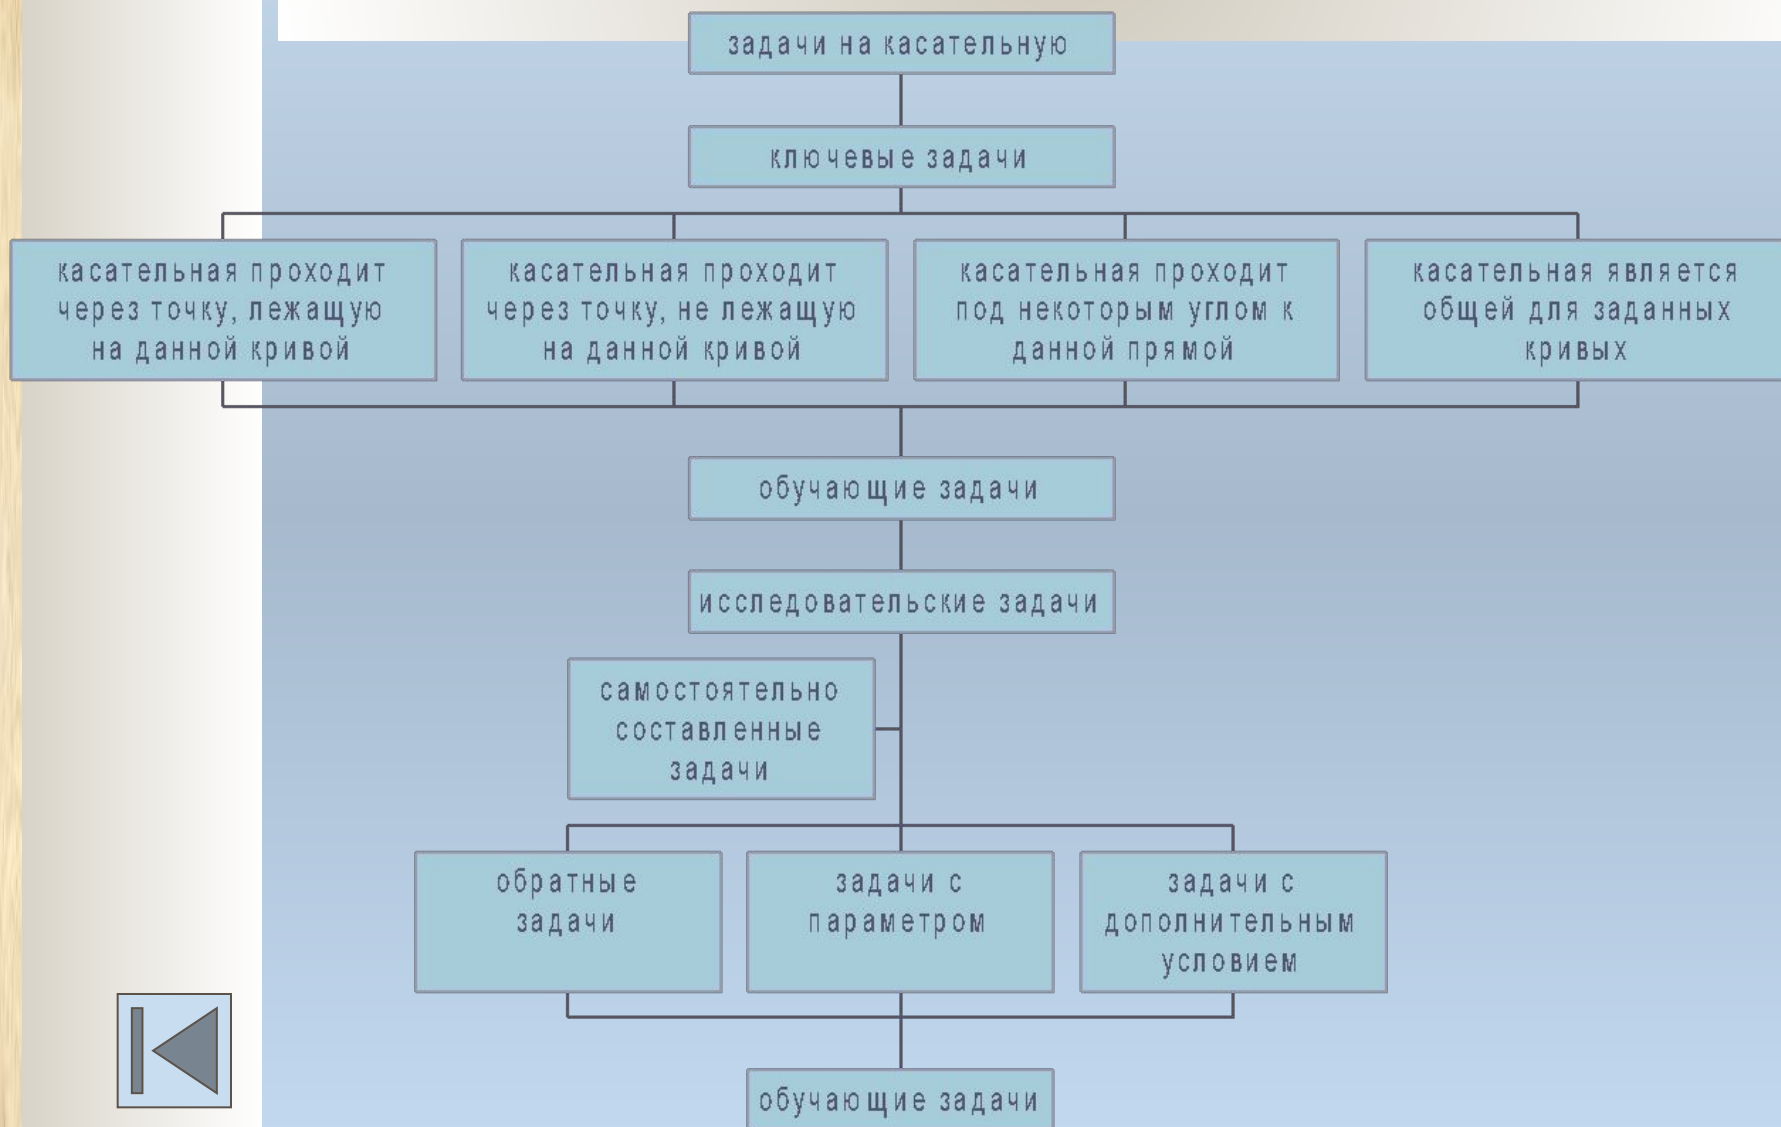 задачи на касательную
ключевые задачи
касательная проходит
через точку, лежащую
на данной кривой
касательная проходит
через точку, не лежащую
на данной кривой
касательная проходит
под некоторым углом к
данной прямой
касательная является
общей для заданных
кривых
обучающие задачи
исследовательские задачи
самостоятельно
составленные
задачи
обратные
задачи
задачи с
параметром
задачи с
дополнительным
условием
обучающие задачи